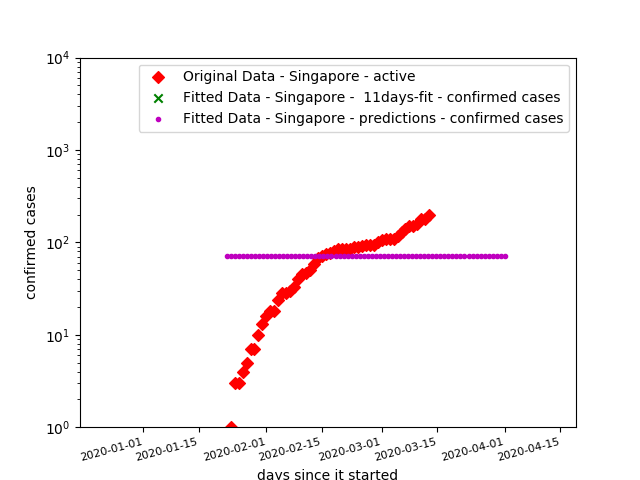 10^4
10^3
10^2
10^1
10^0
confirmed cases
Original Data - Singapore - active
Fitted Data - Singapore -  11days-fit - confirmed cases
Fitted Data - Singapore - predictions - confirmed cases
2020-01-01
2020-01-15
2020-02-01
2020-02-15
2020-03-01
2020-03-15
2020-04-01
2020-04-15
days since it started